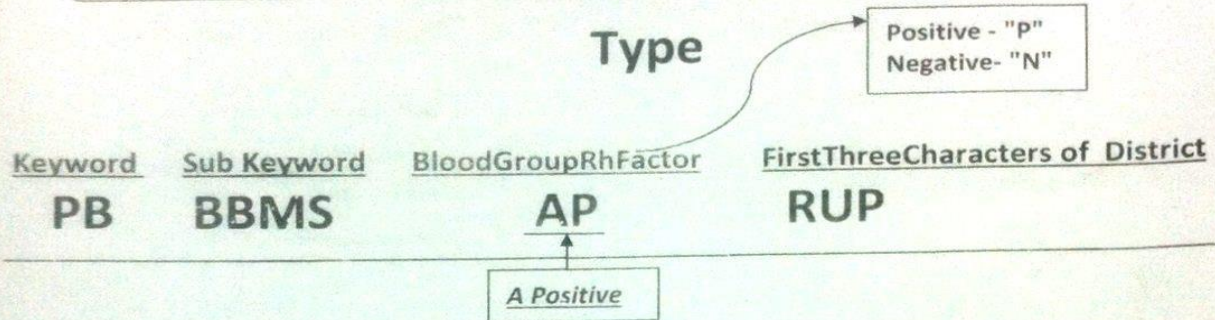 Type
Positive - "P"
Negative- "N"
Keyword Sub Keyword BloodGroupRhFactor FirstThreeCharacters of District
PB BBMS AP RUP
A Positive